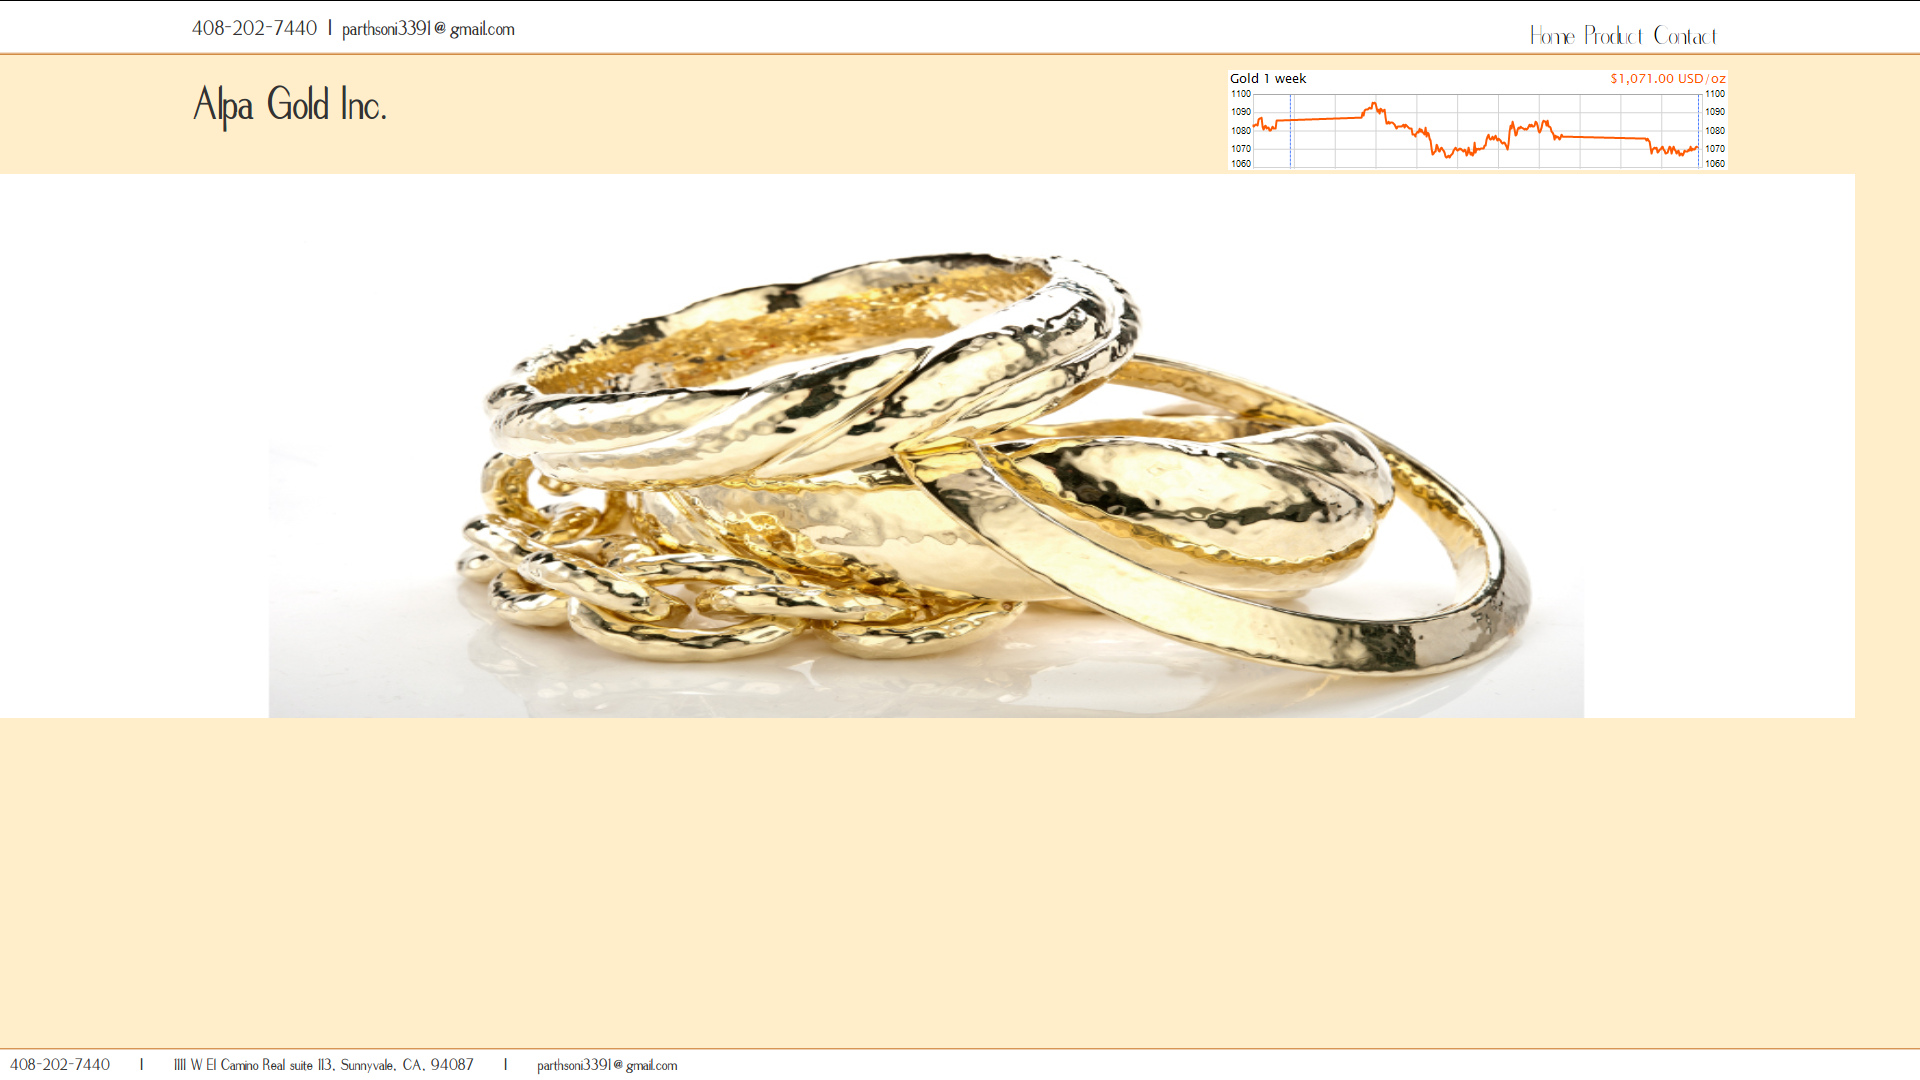 408-202-7440 | parthsoni3391@gmail.com
Home Product Contact
Alpa Gold Inc.
Gold 1 week $1,071.00 USD/oz
1100 1100
1090 1090
1080 1080
1070 1070
1060 1060
408-202-7440 | 1111 W El Camino Real suite 113, Sunnyvale, CA, 94087 | parthsoni3391@gmail.com